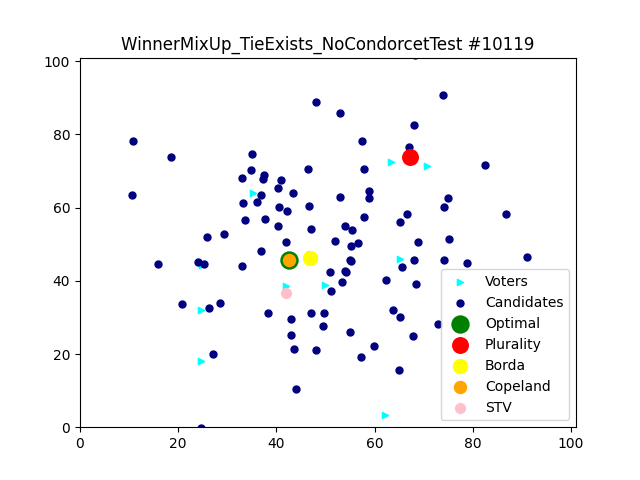 WinnerMixUp_TieExists_NoCondorcetTest #10119
100
80
60
40
20
0
0 20 40 60 80 100
Voters
Candidates
Optimal
Plurality
Borda
Copeland
STV